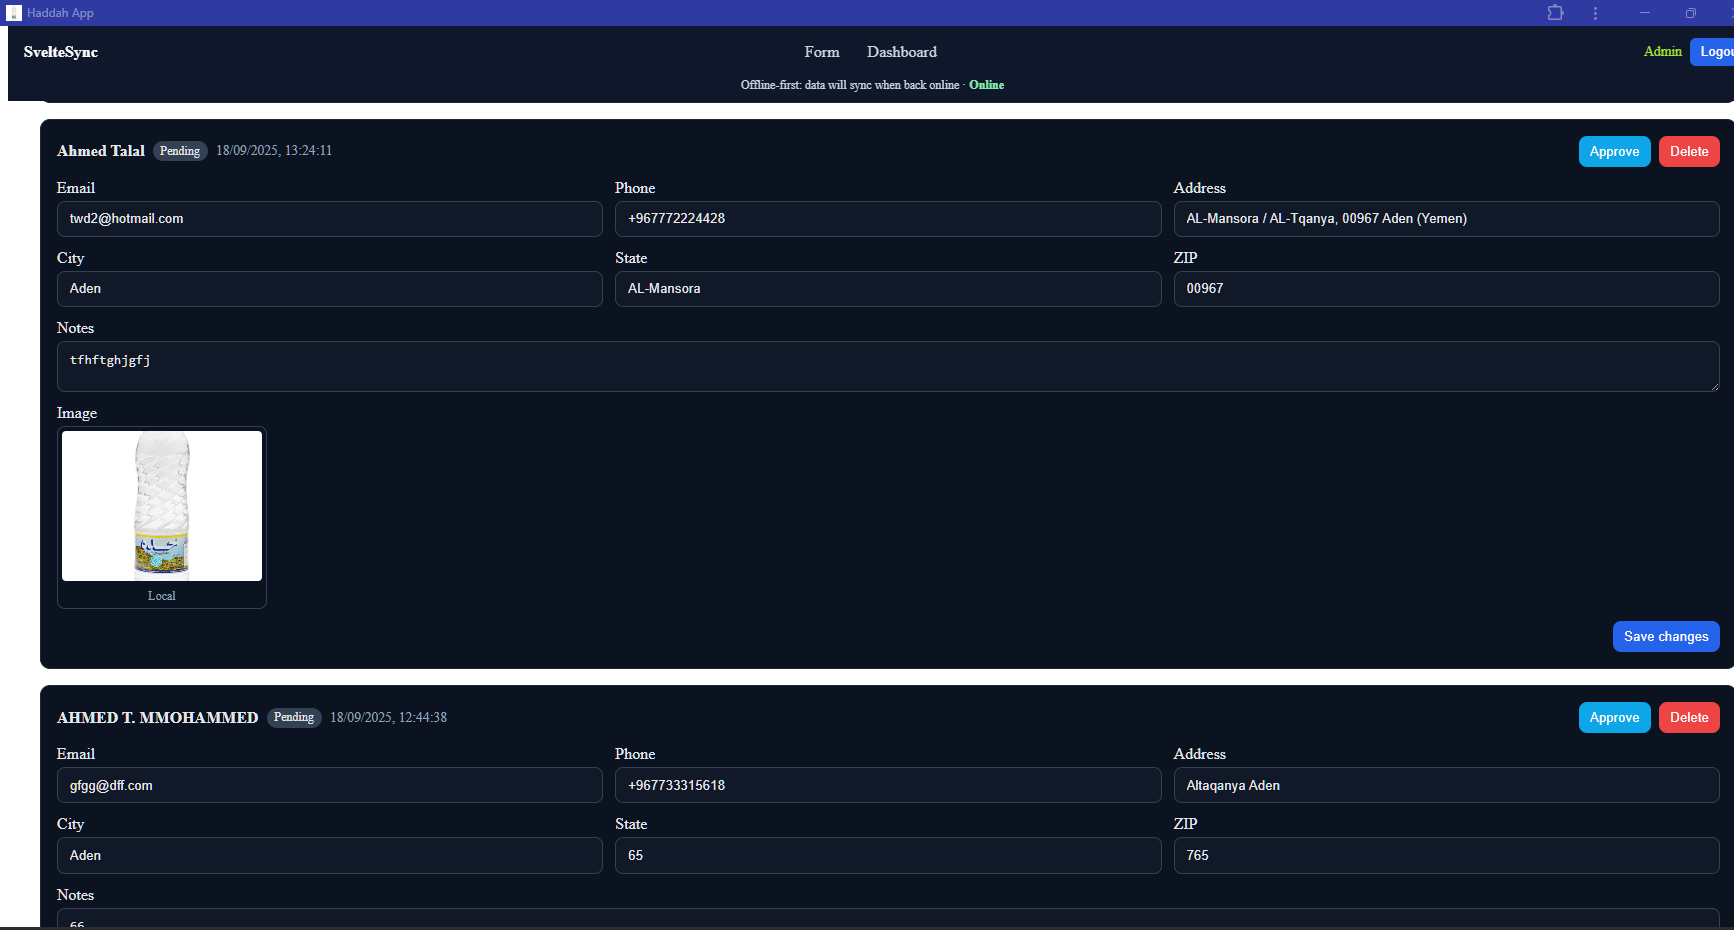 Haddah App
SvelteSync
Form
Dashboard
Admin
Logou
Offline-first: data will sync when back online · Online
Ahmed Talal
Pending
18/09/2025, 13:24:11
Approve
Delete
Email
Phone
Address
twd2@hotmail.com
+967772224428
AL-Mansora / AL-Tqanya, 00967 Aden (Yemen)
City
State
ZIP
Aden
AL-Mansora
00967
Notes
tfhftghjgfj
Image
Local
Save changes
AHMED T. MMOHAMMED
Pending
18/09/2025, 12:44:38
Approve
Delete
Email
Phone
Address
gfgg@dff.com
+967733315618
Altaqanya Aden
City
State
ZIP
Aden
65
765
Notes
66